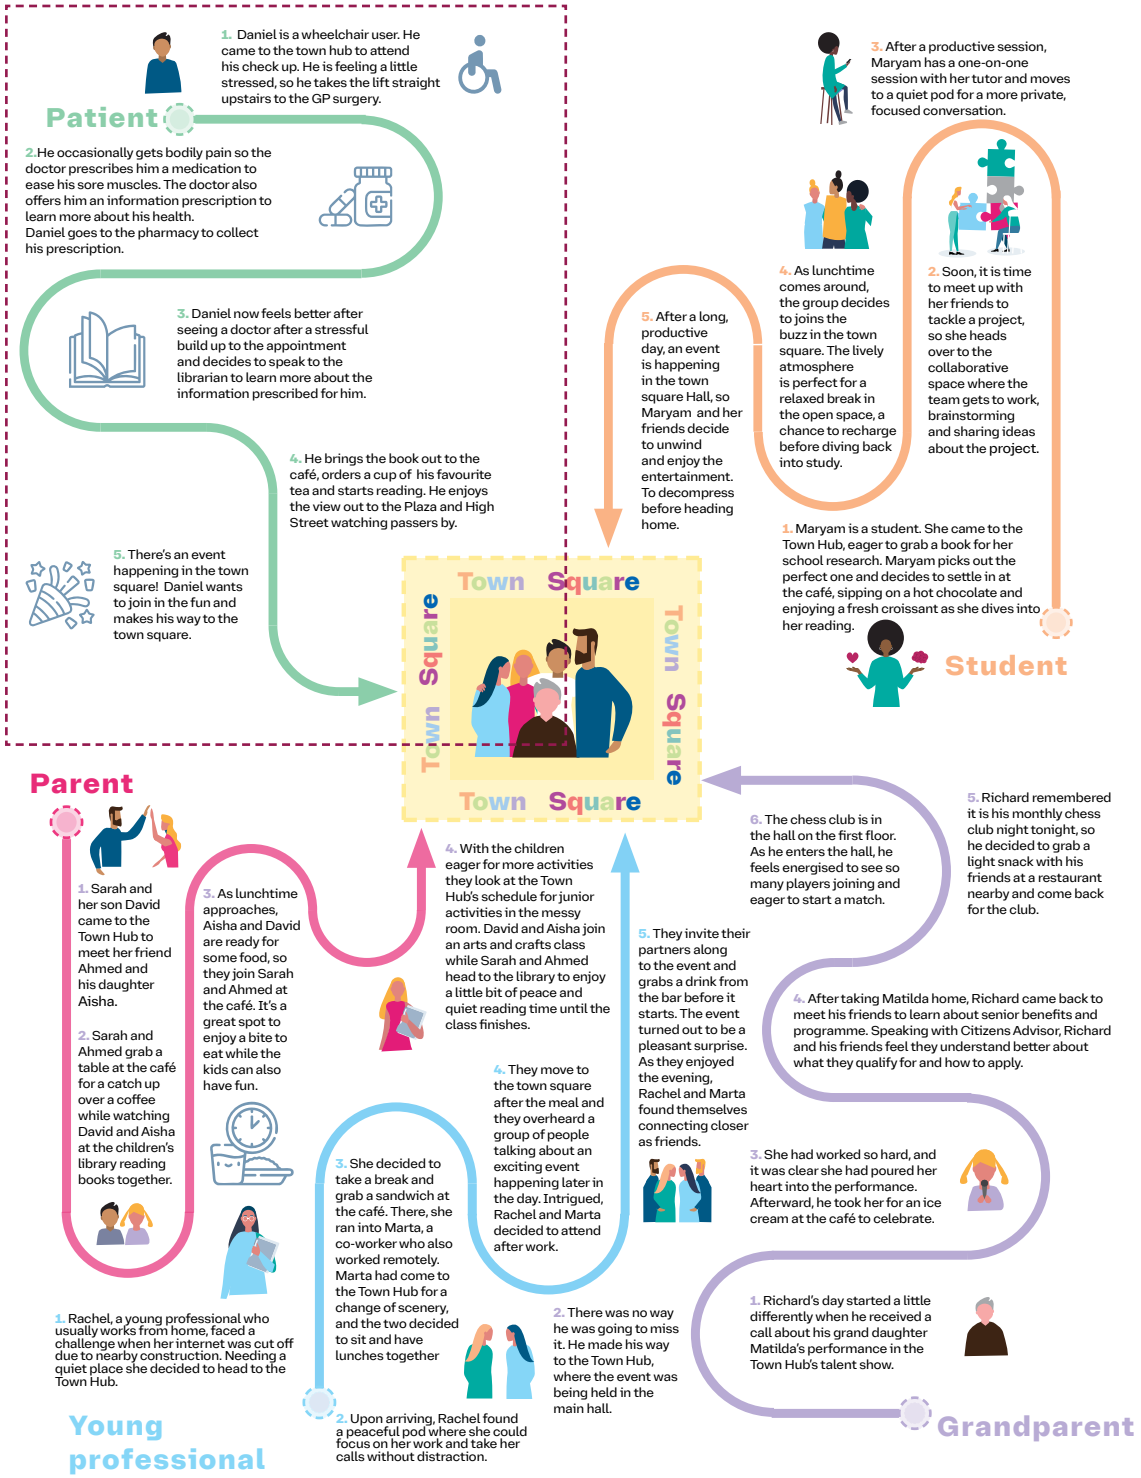 1. Daniel is a wheelchair user. He
came to the town hub to attend
his check up. He is feeling a little
stressed, so he takes the lift straight
upstairs to the GP surgery.
Patient
2.He occasionally gets bodily pain so the
doctor prescribes him a medication to
ease his sore muscles. The doctor also
offers him an information prescription to
learn more about his health.
Daniel goes to the pharmacy to collect
his prescription.
3. Daniel now feels better after
seeing a doctor after a stressful
build up to the appointment
and decides to speak to the
librarian to learn more about the
information prescribed for him.
4. He brings the book out to the
café, orders a cup of his favourite
tea and starts reading. He enjoys
the view out to the Plaza and High
Street watching passers by.
5. There's an event
happening in the town
square! Daniel wants
to join in the fun and
makes his way to the
town square.
3. After a productive session,
Maryam has a one-on-one
session with her tutor and moves
to a quiet pod for a more private,
focused conversation.
5. After a long,
productive
day, an event
is happening
in the town
square Hall, so
Maryam and her
friends decide
to unwind
and enjoy the
entertainment.
To decompress
before heading
home.
4. As lunchtime
comes around,
the group decides
to joins the
buzz in the town
square. The lively
atmosphere
is perfect for a
relaxed break in
the open space, a
chance to recharge
before diving back
into study.
2. Soon, it is time
to meet up with
her friends to
tackle a project,
so she heads
over to the
collaborative
space where the
team gets to work,
brainstorming
and sharing ideas
about the project.
1. Maryam is a student. She came to the
Town Hub, eager to grab a book for her
school research. Maryam picks out the
perfect one and decides to settle in at
the café, sipping on a hot chocolate and
enjoying a fresh croissant as she dives into
her reading.
Student
Town Square
Town Square
Town Square
Town Square
Parent
1. Sarah and
her son David
came to the
Town Hub to
meet her friend
Ahmed and
his daughter
Aisha.
2. Sarah and
Ahmed grab a
table at the café
for a catch up
over a coffee
while watching
David and Aisha
at the children's
library reading
books together.
3. As lunchtime
approaches,
Aisha and David
are ready for
some food, so
they join Sarah
and Ahmed at
the café. It's a
great spot to
enjoy a bite to
eat while the
kids can also
have fun.
4. With the children
eager for more activities
they look at the Town
Hub's schedule for junior
activities in the messy
room. David and Aisha join
an arts and crafts class
while Sarah and Ahmed
head to the library to enjoy
a little bit of peace and
quiet reading time until the
class finishes.
1. Rachel, a young professional who
usually works from home, faced a
challenge when her internet was cut off
due to nearby construction. Needing a
quiet place she decided to head to the
Town Hub.
Young
professional
2. Upon arriving, Rachel found
a peaceful pod where she could
focus on her work and take her
calls without distraction.
3. She decided to
take a break and
grab a sandwich at
the café. There, she
ran into Marta, a
co-worker who also
worked remotely.
Marta had come to
the Town Hub for a
change of scenery,
and the two decided
to sit and have
lunches together
4. They move to
the town square
after the meal and
they overheard a
group of people
talking about an
exciting event
happening later in
the day. Intrigued,
Rachel and Marta
decided to attend
after work.
5. They invite their
partners along
to the event and
grabs a drink from
the bar before it
starts. The event
turned out to be a
pleasant surprise.
As they enjoyed
the evening,
Rachel and Marta
found themselves
connecting closer
as friends.
6. The chess club is in
the hall on the first floor.
As he enters the hall, he
feels energised to see so
many players joining and
eager to start a match.
5. Richard remembered
it is his monthly chess
club night tonight, so
he decided to grab a
light snack with his
friends at a restaurant
nearby and come back
for the club.
4. After taking Matilda home, Richard came back to
meet his friends to learn about senior benefits and
programme. Speaking with Citizens Advisor, Richard
and his friends feel they understand better about
what they qualify for and how to apply.
3. She had worked so hard, and
it was clear she had poured her
heart into the performance.
Afterward, he took her for an ice
cream at the café to celebrate.
1. Richard's day started a little
differently when he received a
call about his grand daughter
Matilda's performance in the
Town Hub's talent show.
2. There was no way
he was going to miss
it. He made his way
to the Town Hub,
where the event was
being held in the
main hall.
Grandparent